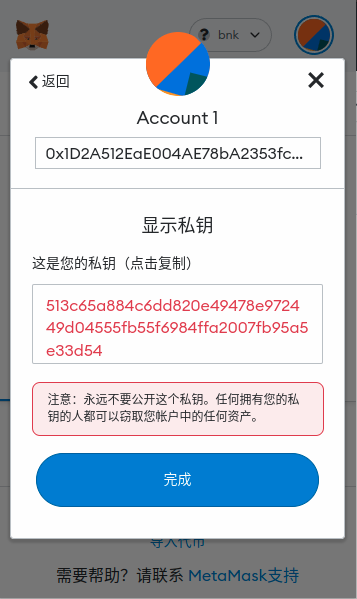 bnk
返回
Account 1
0x1D2A512EaE004AE78bA2353fc...
显示私钥
这是您的私钥（点击复制）
513c65a884c6dd820e49478e9724
49d04555fb55f6984ffa2007fb95a5
e33d54
注意：永远不要公开这个私钥。任何拥有您的私
钥的人都可以窃取您帐户中的任何资产。
完成
导入代币
需要帮助？请联系 MetaMask支持